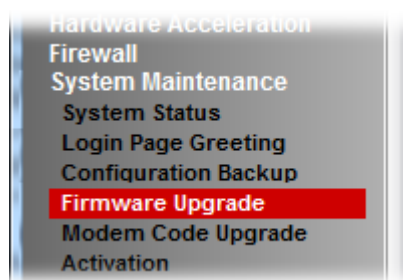 Hardware Acceleration
Firewall
System Maintenance
System Status
Login Page Greeting
Configuration Backup
Firmware Upgrade
Modem Code Upgrade
Activation